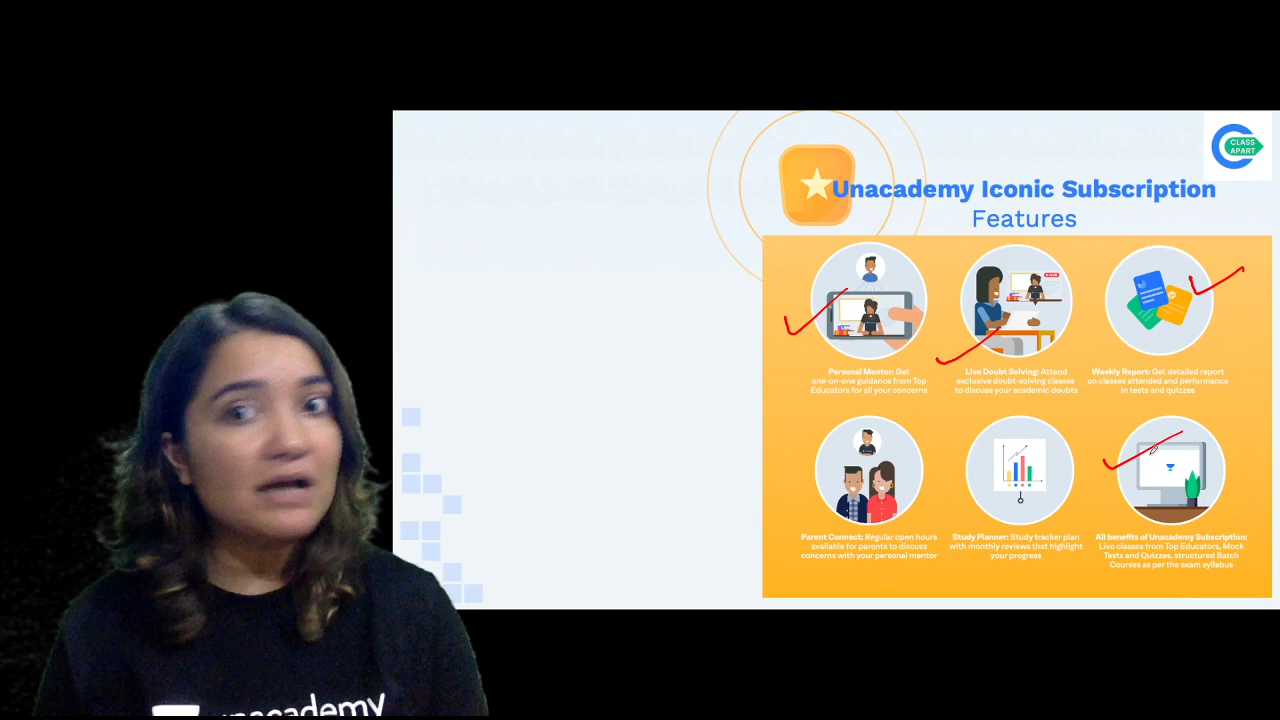 CLASS
APART
Unacademy Iconic Subscription
Features
Personal Mentor: Get
one-on-one guidance from Top
Educators for all your concerns
Live Doubt Solving: Attend
exclusive doubt-solving classes
to discuss your academic doubts
Weekly Report: Get detailed report
on classes attended and performance
in tests and quizzes
Parent Connect: Regular open hours
available for parents to discuss
concerns with your personal mentor
Study Planner: Study tracker plan
with monthly reviews that highlight
your progress
All benefits of Unacademy Subscription:
Live classes from Top Educators, Mock
Tests and Quizzes, structured Batch
Courses as per the exam syllabus
unacademy